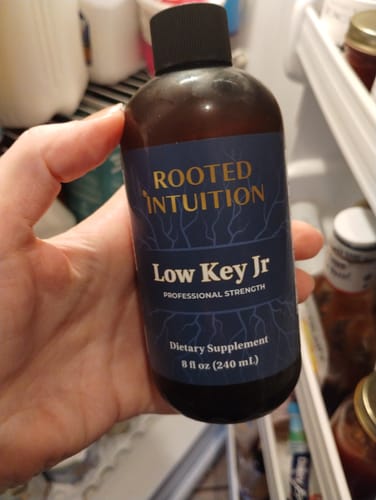 ROOTED
INTUITION
Low Key Jr
PROFESSIONAL STRENGTH
Dietary Supplement
8 fl oz (240 mL)